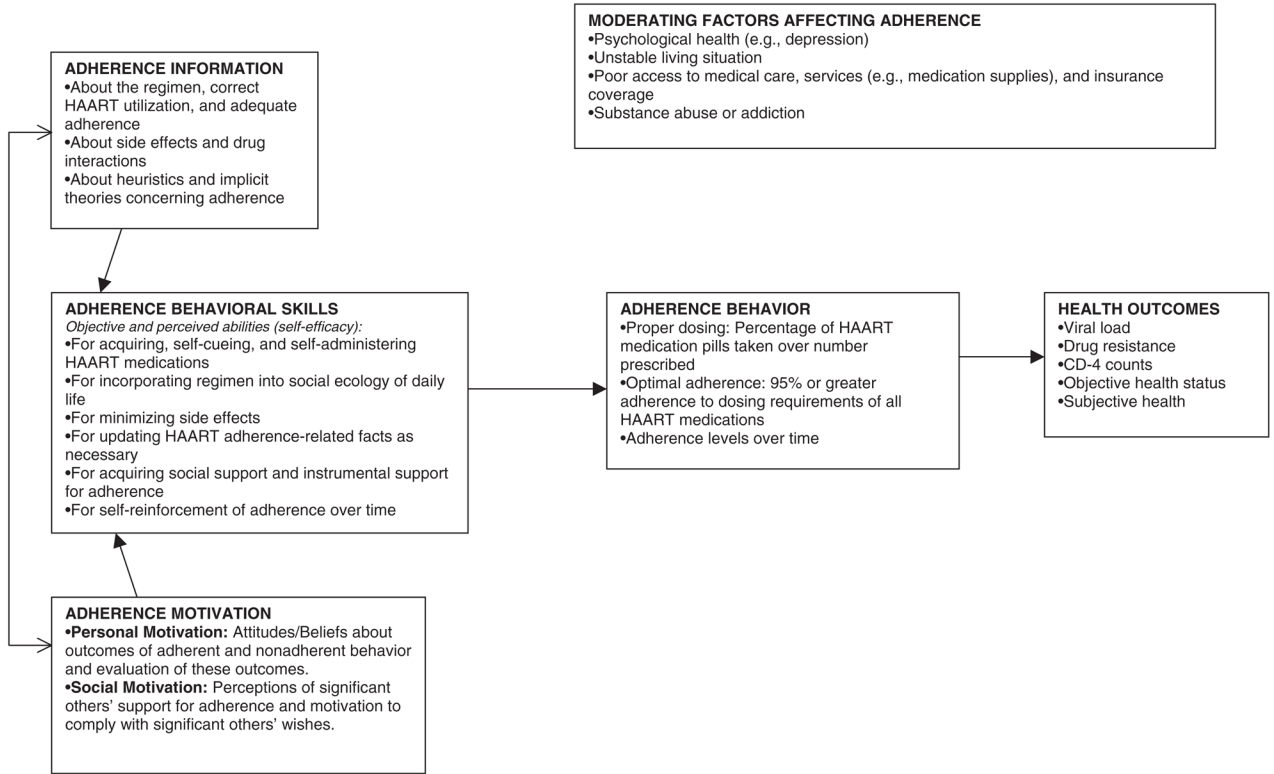 MODERATING FACTORS AFFECTING ADHERENCE
•Psychological health (e.g., depression)
•Unstable living situation
•Poor access to medical care, services (e.g., medication supplies), and insurance
coverage
•Substance abuse or addiction
ADHERENCE INFORMATION
•About the regimen, correct
HAART utilization, and adequate
adherence
•About side effects and drug
interactions
•About heuristics and implicit
theories concerning adherence
ADHERENCE BEHAVIORAL SKILLS
Objective and perceived abilities (self-efficacy):
•For acquiring, self-cueing, and self-administering
HAART medications
•For incorporating regimen into social ecology of daily
life
•For minimizing side effects
•For updating HAART adherence-related facts as
necessary
•For acquiring social support and instrumental support
for adherence
•For self-reinforcement of adherence over time
ADHERENCE BEHAVIOR
•Proper dosing: Percentage of HAART
medication pills taken over number
prescribed
•Optimal adherence: 95% or greater
adherence to dosing requirements of all
HAART medications
•Adherence levels over time
HEALTH OUTCOMES
•Viral load
•Drug resistance
•CD-4 counts
•Objective health status
•Subjective health
ADHERENCE MOTIVATION
•Personal Motivation: Attitudes/Beliefs about
outcomes of adherent and nonadherent behavior
and evaluation of these outcomes.
•Social Motivation: Perceptions of significant
others’ support for adherence and motivation to
comply with significant others’ wishes.